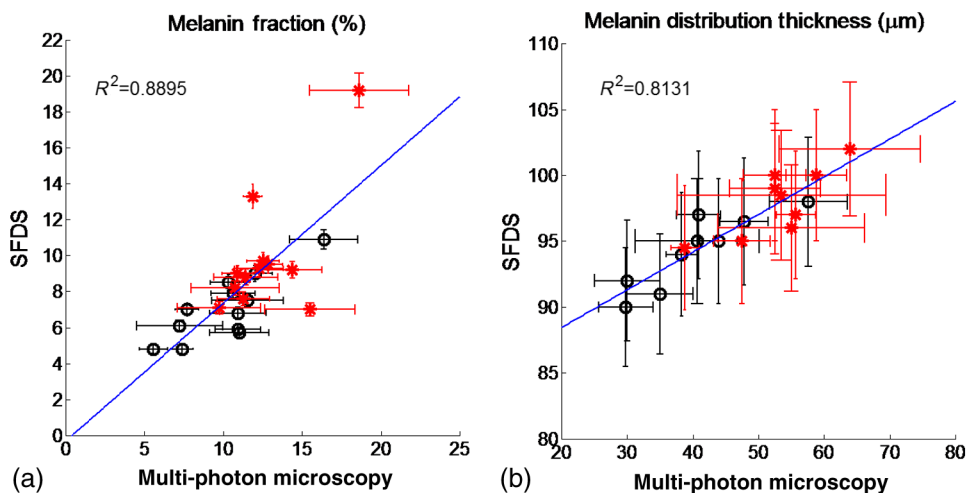 Melanin fraction (%)
22
20
18
16
14
12
10
8
6
4
2
0
R²=0.8895
SFDS
0 5 10 15 20 25
Multi-photon microscopy
(a)
Melanin distribution thickness (μm)
110
105
100
95
90
85
80
R²=0.8131
SFDS
20 30 40 50 60 70 80
Multi-photon microscopy
(b)